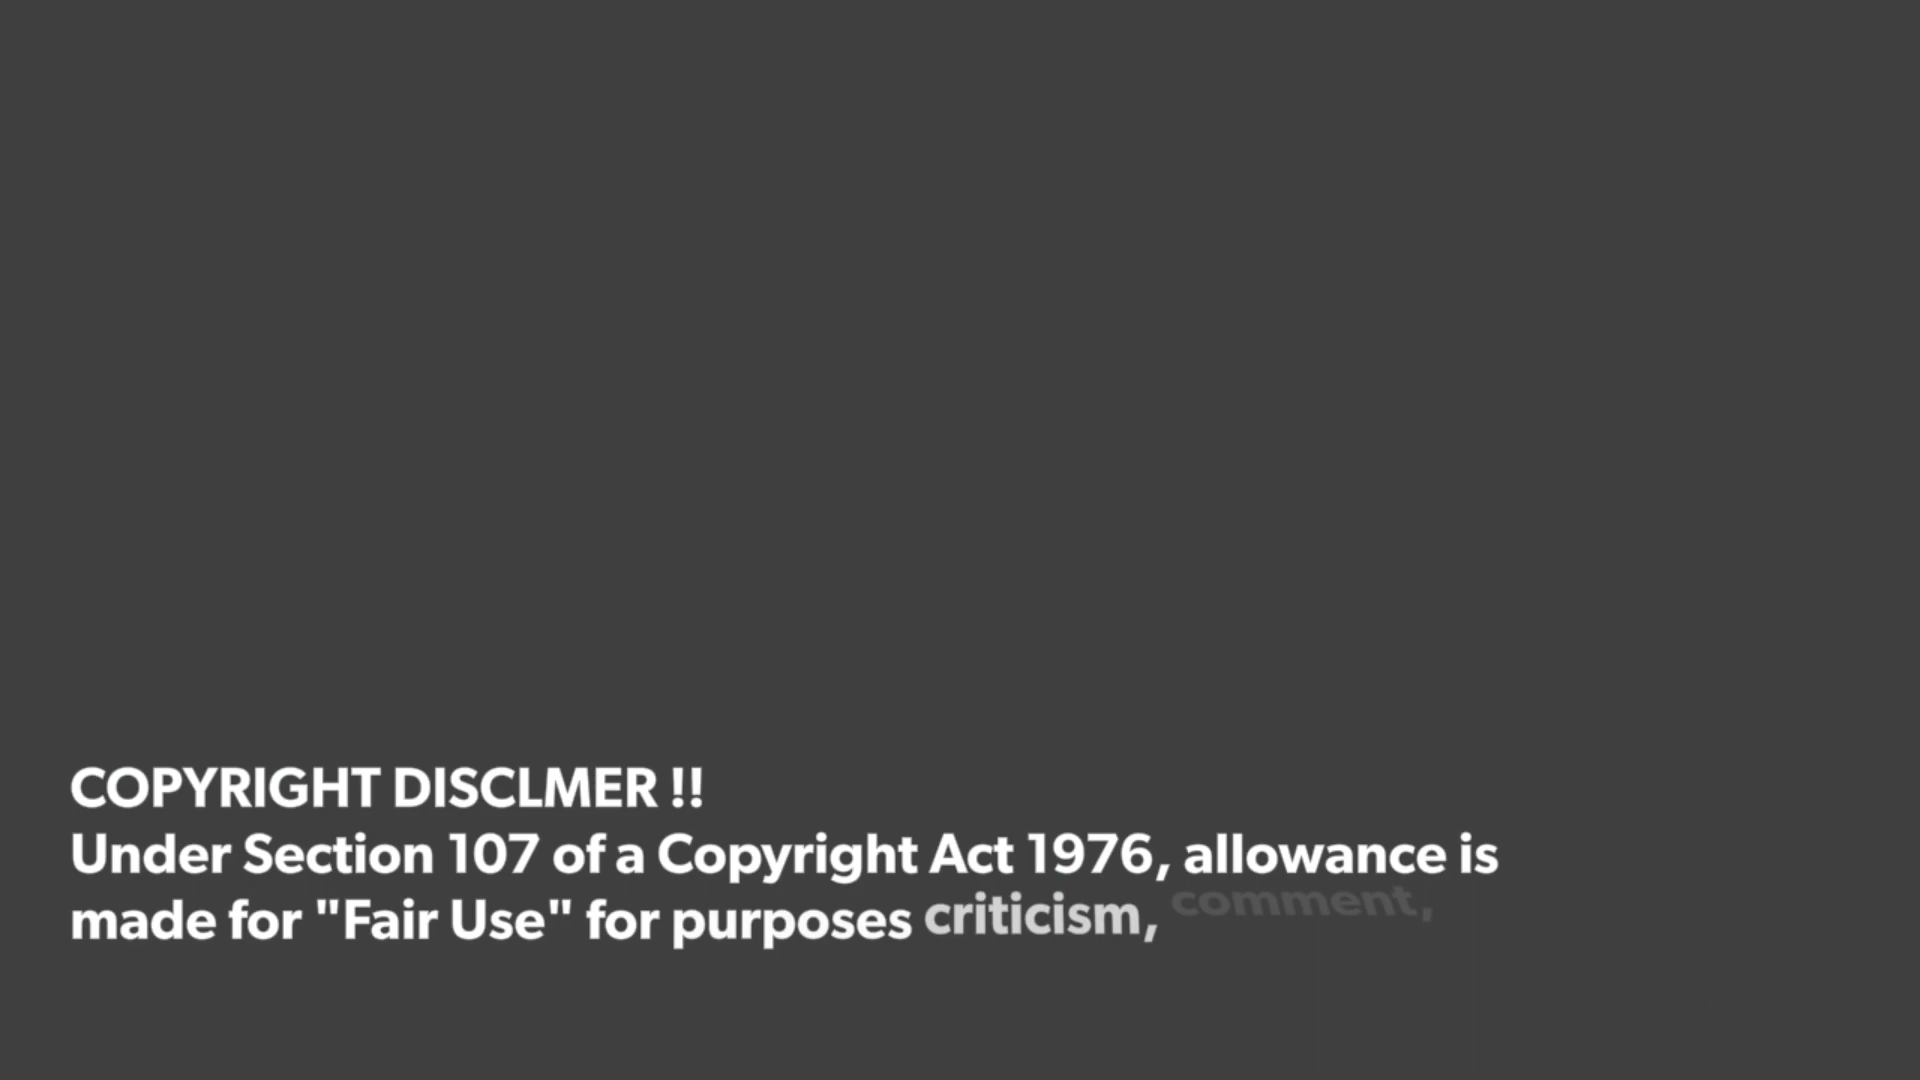 COPYRIGHT DISCLMER !!
Under Section 107 of a Copyright Act 1976, allowance is
made for "Fair Use" for purposes criticism, comment,